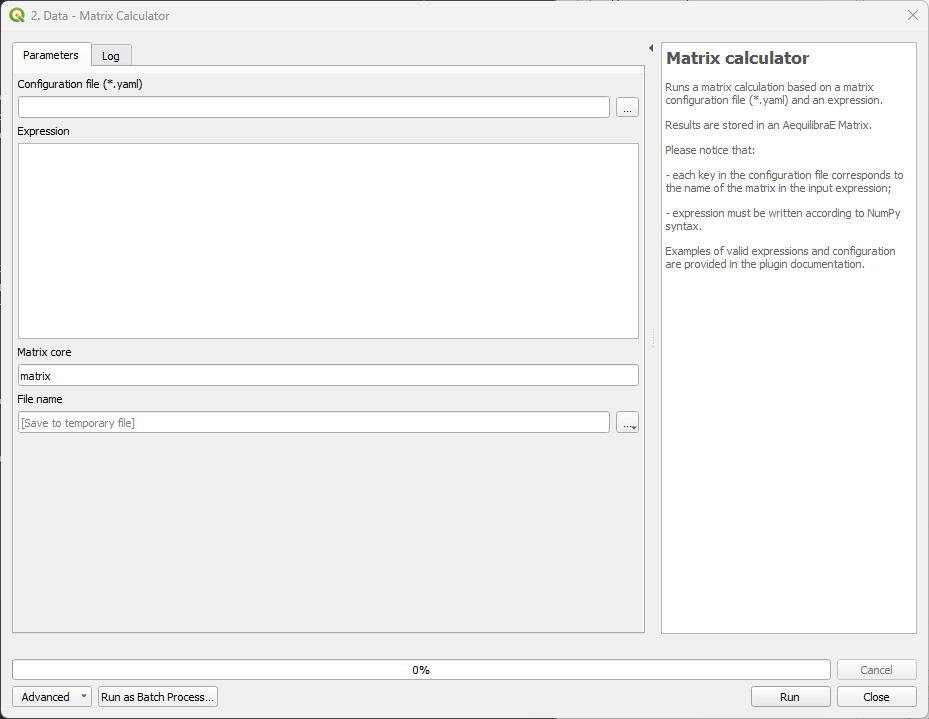 2. Data - Matrix Calculator
Parameters
Log
Configuration file (*.yaml)
...
Expression
Matrix core
matrix
File name
[Save to temporary file]
...
Matrix calculator
Runs a matrix calculation based on a matrix
configuration file (*.yaml) and an expression.
Results are stored in an AequilibraE Matrix.
Please notice that:
- each key in the configuration file corresponds to
the name of the matrix in the input expression;
- expression must be written according to NumPy
syntax.
Examples of valid expressions and configuration
are provided in the plugin documentation.
0%
Cancel
Advanced
Run as Batch Process...
Run
Close